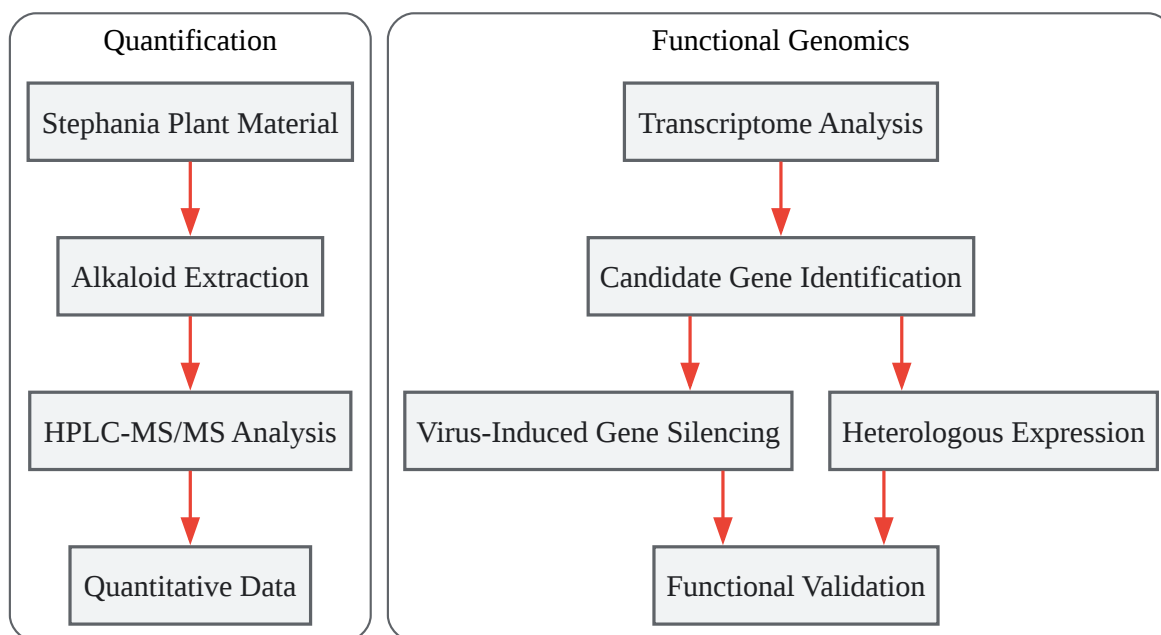 Quantification
Stephania Plant Material
Alkaloid Extraction
HPLC-MS/MS Analysis
Quantitative Data
Functional Genomics
Transcriptome Analysis
Candidate Gene Identification
Virus-Induced Gene Silencing
Heterologous Expression
Functional Validation